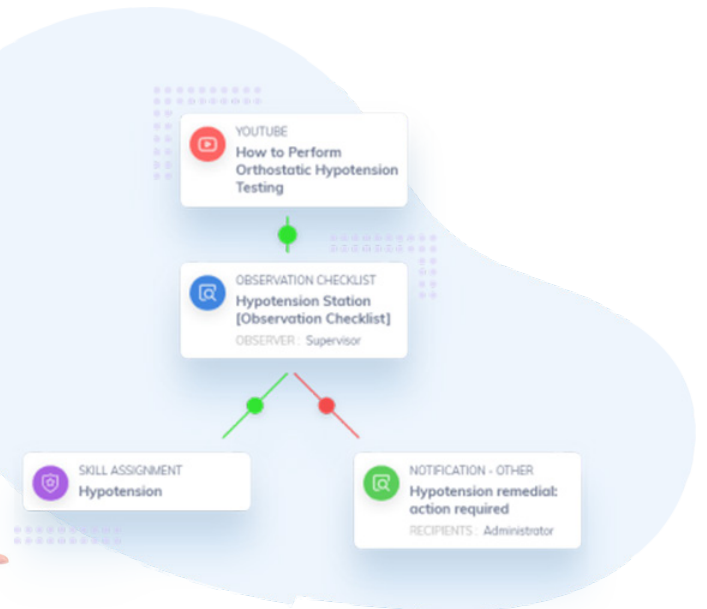 YOUTUBE
How to Perform
Orthostatic Hypotension
Testing
OBSERVATION CHECKLIST
Hypotension Station
[Observation Checklist]
OBSERVER : Supervisor
SKILL ASSIGNMENT
Hypotension
NOTIFICATION - OTHER
Hypotension remedial:
action required
RECIPIENTS : Administrator